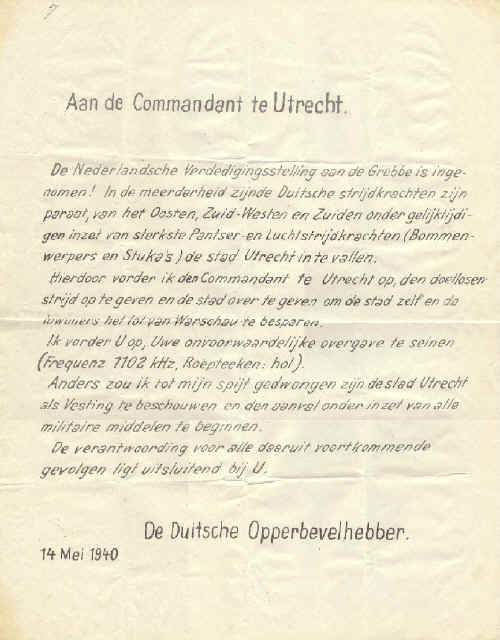 Aan de Commandant te Utrecht.
De Nederlandsche Verdedigingsstelling aan de Grebbe is inge-
nomen! In de meerderheid zijnde Duitsche strijdkrachten zijn
paraat, van het Oosten, Zuid-Westen en Zuiden onder gelijktijdi-
gen inzet van sterkste Pantser-en Luchtstrijdkrachten (Bommen-
werpers en Stuka's) de stad Utrecht in te vallen.
Hierdoor vorder ik den Commandant te Utrecht op, den doellosen
strijd op te geven en de stad over te geven om de stad zelf en de
inwoners het lot van Warschau te besparen.
Ik vorder U op, Uwe onvoorwaardelijke overgave te seinen
(Frequenz 1102 kHz, Roepteeken: hol).
Anders zou ik tot mijn spijt gedwongen zijn de stad Utrecht
als Vesting te beschouwen en den aanval onder inzet van alle
militaire middelen te beginnen.
De verantwoording voor alle daaruit voortkommende
gevolgen ligt uitsluitend bij U.
De Duitsche Opperbevelhebber.
14 Mei 1940